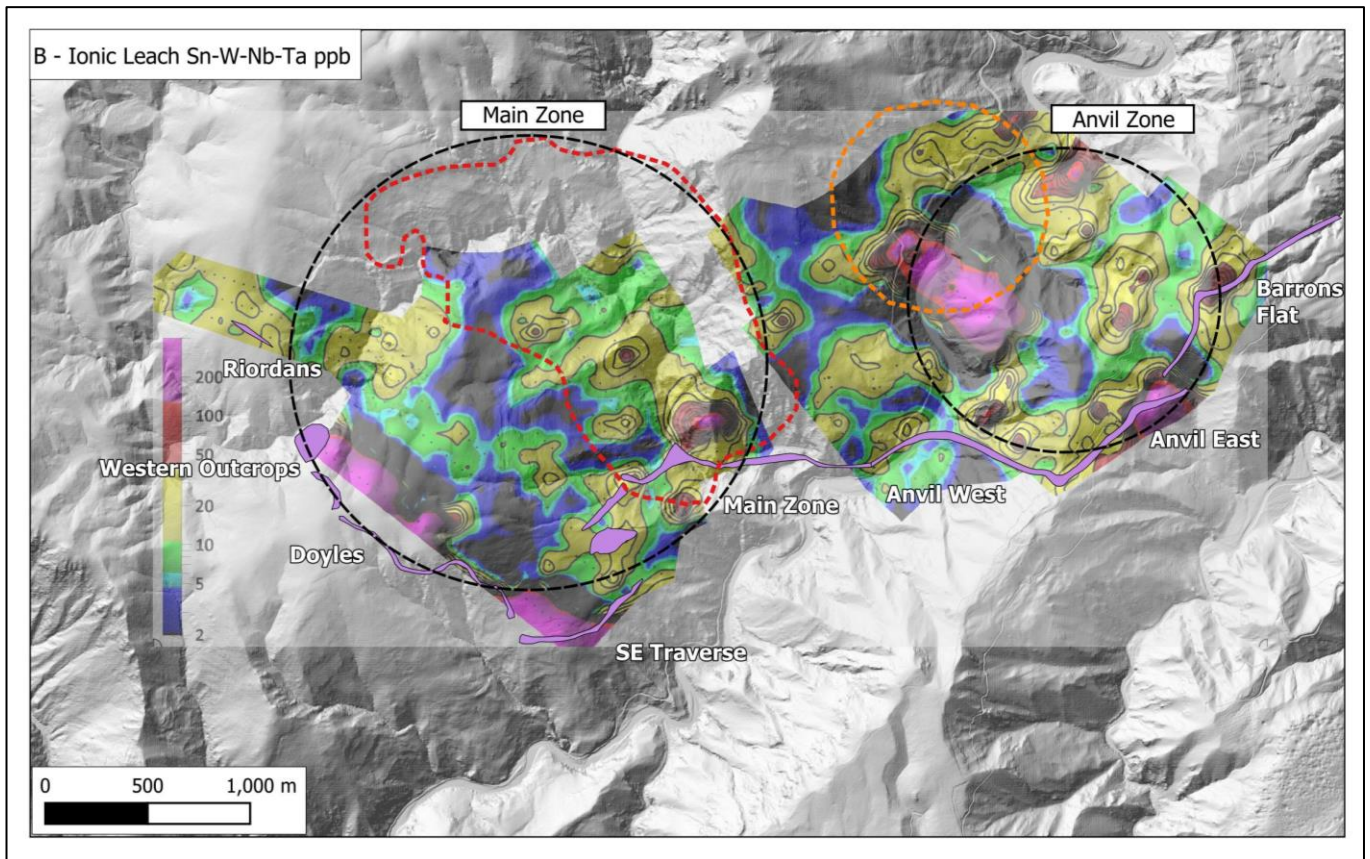 B - Ionic Leach Sn-W-Nb-Ta ppb
Main Zone
Anvil Zone
Barrons
Flat
Riordans
200
100
50
Western Outcrops
20
10
5
2
Anvil East
Anvil West
Main Zone
Doyles
SE Traverse
0 500 1,000 m